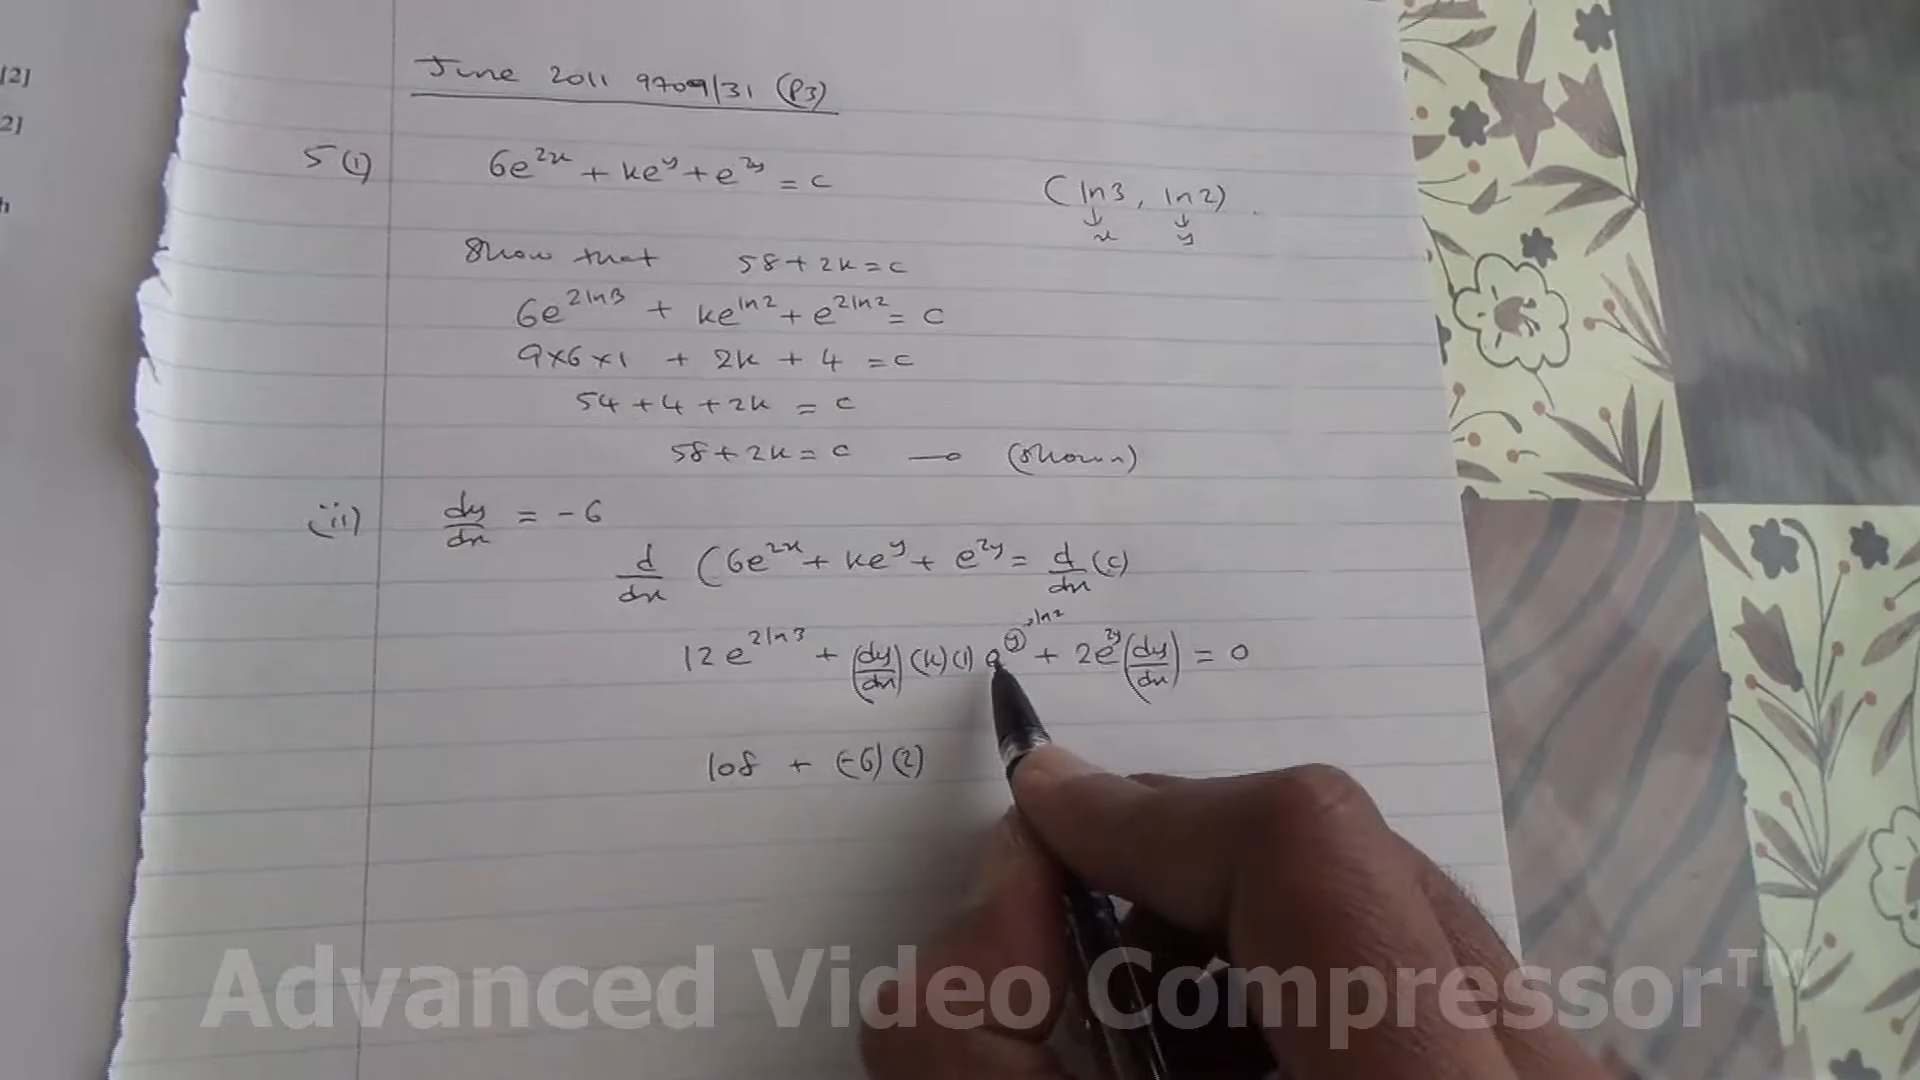 [2]
2]
h
June 2011 9709/31 (P3)
5(i) 6e^{2x} + ke^y + e^{2y} = c
(ln3, ln2)
↓ ↓
x y
Show that 58 + 2k = c
6e^{2ln3} + ke^{ln2} + e^{2ln2} = c
9×6×1 + 2k + 4 = c
54 + 4 + 2k = c
58 + 2k = c (Shown)
(ii) dy/dx = -6
d/dx (6e^{2x} + ke^y + e^{2y} = d/dx (c)
12e^{2ln3} + (dy/dx)(k)(1) e^{y→ln2} + 2e^{2y}(dy/dx) = 0
108 + (-6)(2)
Advanced Video Compressor™